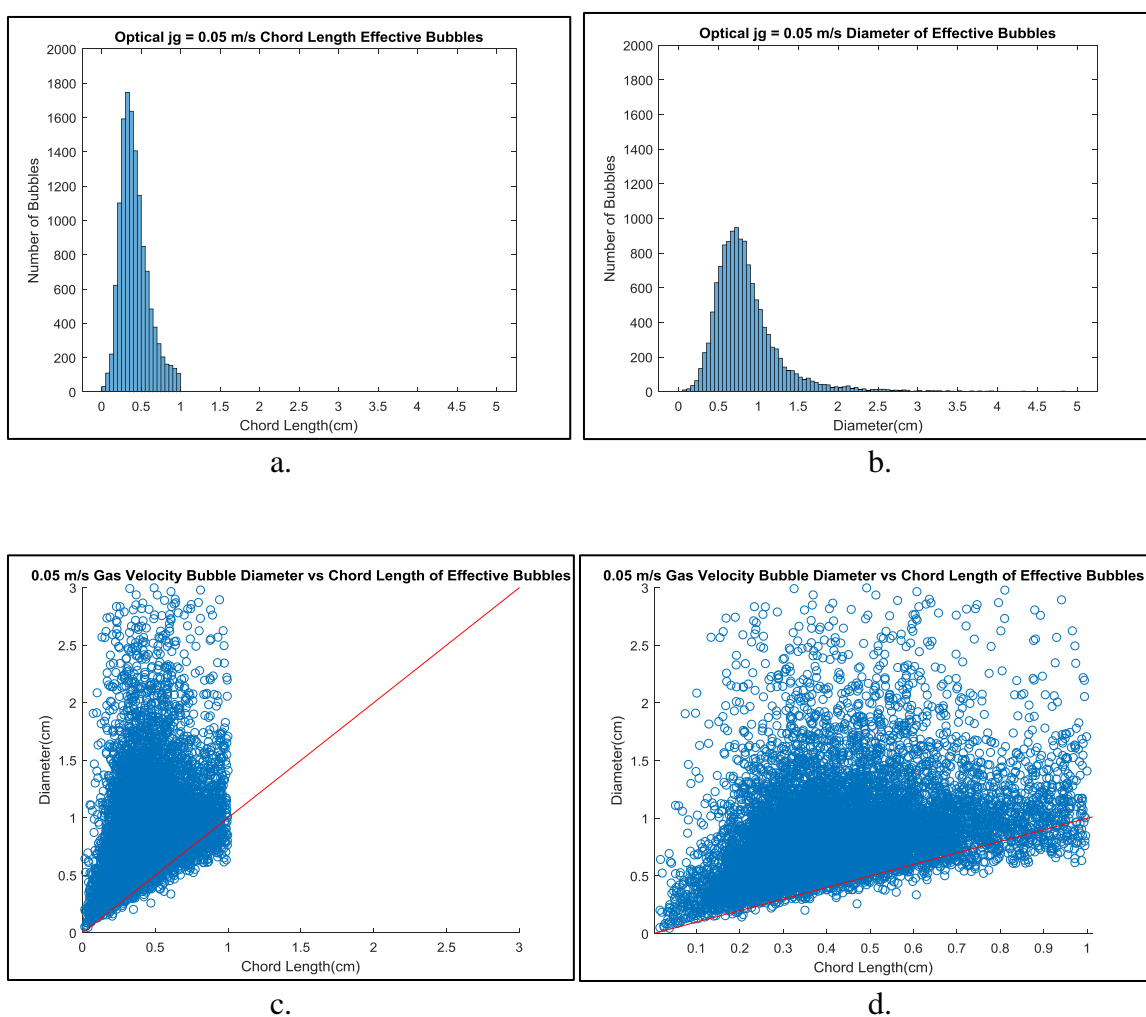 Optical jg = 0.05 m/s Chord Length Effective Bubbles
2000
1800
1600
1400
1200
1000
800
600
400
200
0
Number of Bubbles
0 0.5 1 1.5 2 2.5 3 3.5 4 4.5 5
Chord Length(cm)
a.
Optical jg = 0.05 m/s Diameter of Effective Bubbles
2000
1800
1600
1400
1200
1000
800
600
400
200
0
Number of Bubbles
0 0.5 1 1.5 2 2.5 3 3.5 4 4.5 5
Diameter(cm)
b.
0.05 m/s Gas Velocity Bubble Diameter vs Chord Length of Effective Bubbles
3
2.5
2
1.5
1
0.5
0
Diameter(cm)
0 0.5 1 1.5 2 2.5 3
Chord Length(cm)
c.
0.05 m/s Gas Velocity Bubble Diameter vs Chord Length of Effective Bubbles
3
2.5
2
1.5
1
0.5
0
Diameter(cm)
0.1 0.2 0.3 0.4 0.5 0.6 0.7 0.8 0.9 1
Chord Length(cm)
d.